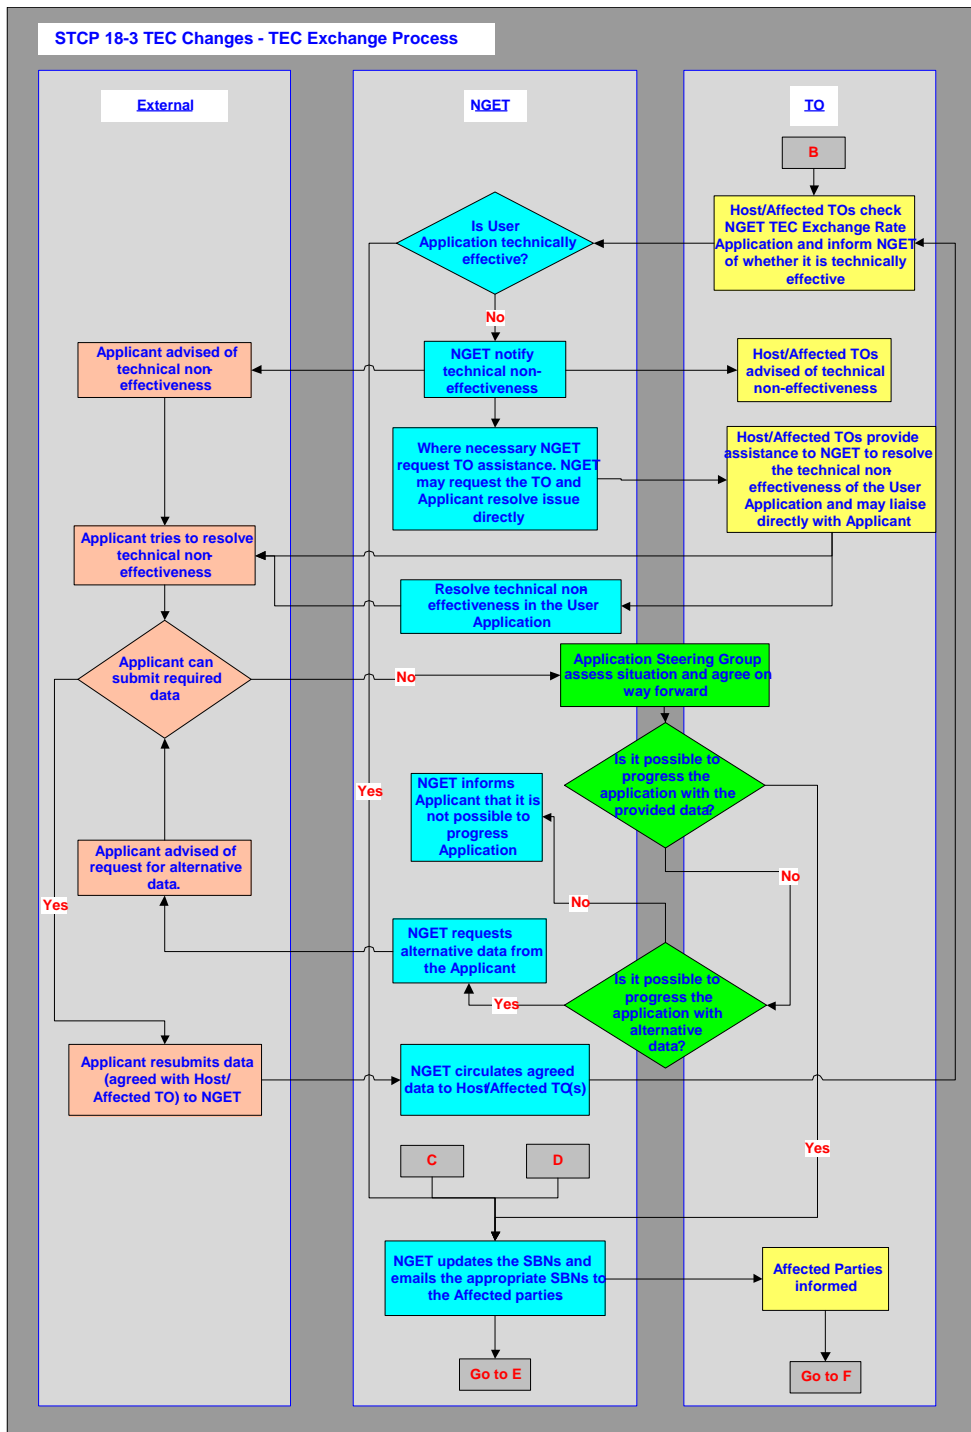 STCP 18-3 TEC Changes - TEC Exchange Process
External
NGET
TO
B
Host/Affected TOs check
NGET TEC Exchange Rate
Application and inform NGET
of whether it is technically
effective
Is User
Application technically
effective?
No
Applicant advised of
technical non-
effectiveness
NGET notify
technical non-
effectiveness
Host/Affected TOs
advised of technical
non-effectiveness
Where necessary NGET
request TO assistance. NGET
may request the TO and
Applicant resolve issue
directly
Host/Affected TOs provide
assistance to NGET to resolve
the technical non-
effectiveness of the User
Application and may liaise
directly with Applicant
Applicant tries to resolve
technical non-
effectiveness
Resolve technical non-
effectiveness in the User
Application
Applicant can
submit required
data
No
Application Steering Group
assess situation and agree on
way forward
Is it possible to
progress the
application with the
provided data?
Yes
NGET informs
Applicant that it is
not possible to
progress
Application
Applicant advised of
request for alternative
data.
No
Yes
No
NGET requests
alternative data from
the Applicant
Is it possible to
progress the
application with
alternative
data?
Yes
Applicant resubmits data
(agreed with Host/
Affected TO) to NGET
NGET circulates agreed
data to Host/Affected TO(s)
Yes
C
D
NGET updates the SBNs and
emails the appropriate SBNs to
the Affected parties
Affected Parties
informed
Go to E
Go to F